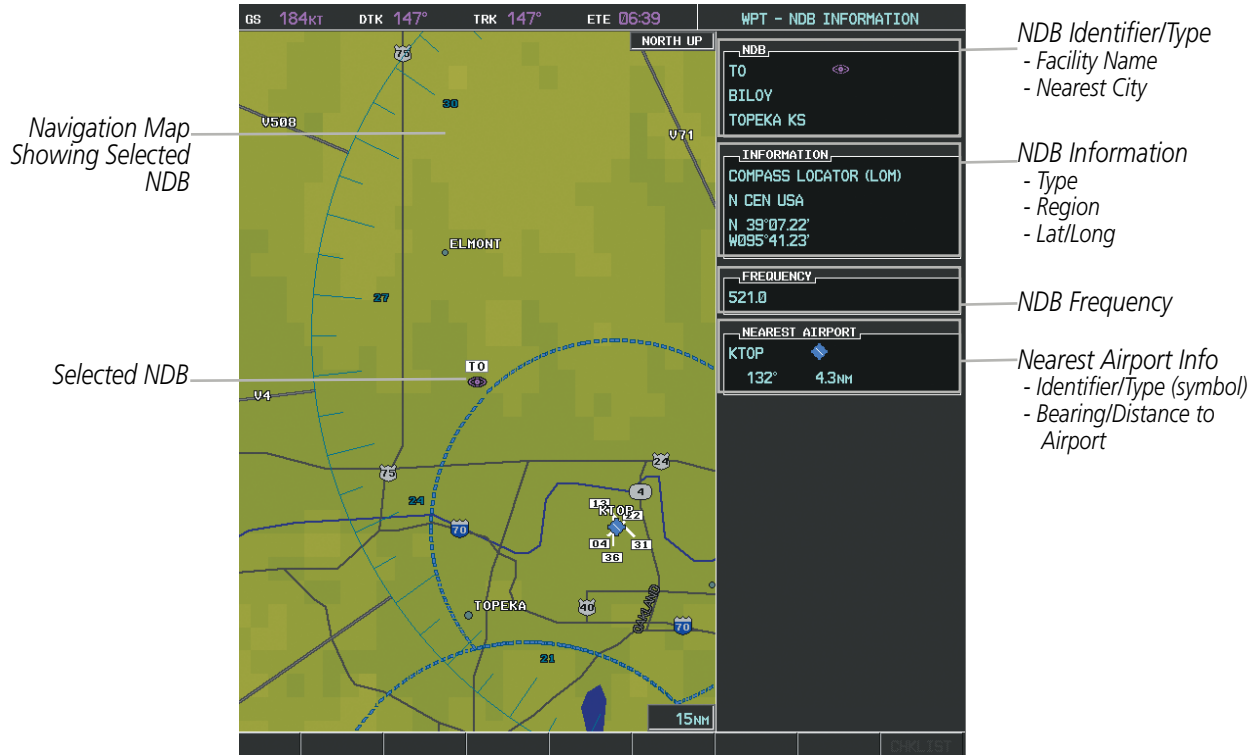 GS 184KT DTK 147° TRK 147° ETE 06:39 WPT – NDB INFORMATION
NORTH UP
Navigation Map
Showing Selected
NDB
Selected NDB
75
30
V508
V71
ELMONT
27
TO
V4
24
75
4
24
13
KTOP
22
70
04
31
36
TOPEKA
40
OAKLAND
70
21
15NM
NDB
TO
BILOY
TOPEKA KS
INFORMATION
COMPASS LOCATOR (LOM)
N CEN USA
N 39°07.22'
W095°41.23'
FREQUENCY
521.0
NEAREST AIRPORT
KTOP
132° 4.3NM
CHKLIST
NDB Identifier/Type
- Facility Name
- Nearest City
NDB Information
- Type
- Region
- Lat/Long
NDB Frequency
Nearest Airport Info
- Identifier/Type (symbol)
- Bearing/Distance to
Airport